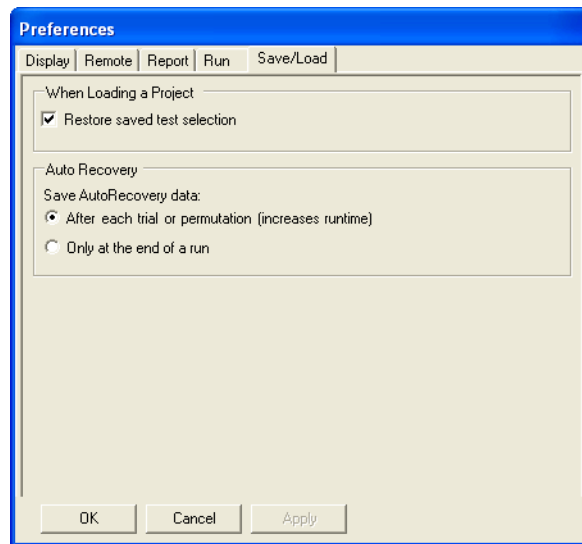 Preferences
Display Remote Report Run Save/Load
When Loading a Project
Restore saved test selection
Auto Recovery
Save AutoRecovery data:
After each trial or permutation (increases runtime)
Only at the end of a run
OK Cancel Apply